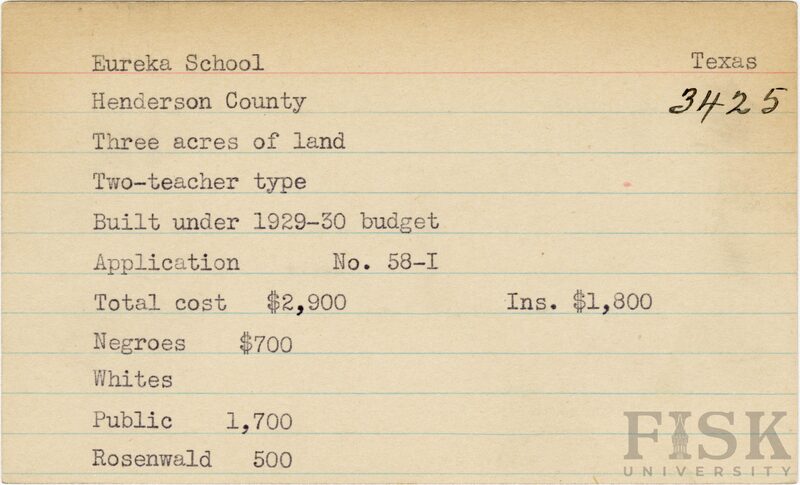 Eureka School Texas
Henderson County 3425
Three acres of land
Two-teacher type
Built under 1929-30 budget
Application No. 58-I
Total cost $2,900 Ins. $1,800
Negroes $700
Whites
Public 1,700
Rosenwald 500
FISK
UNIVERSITY